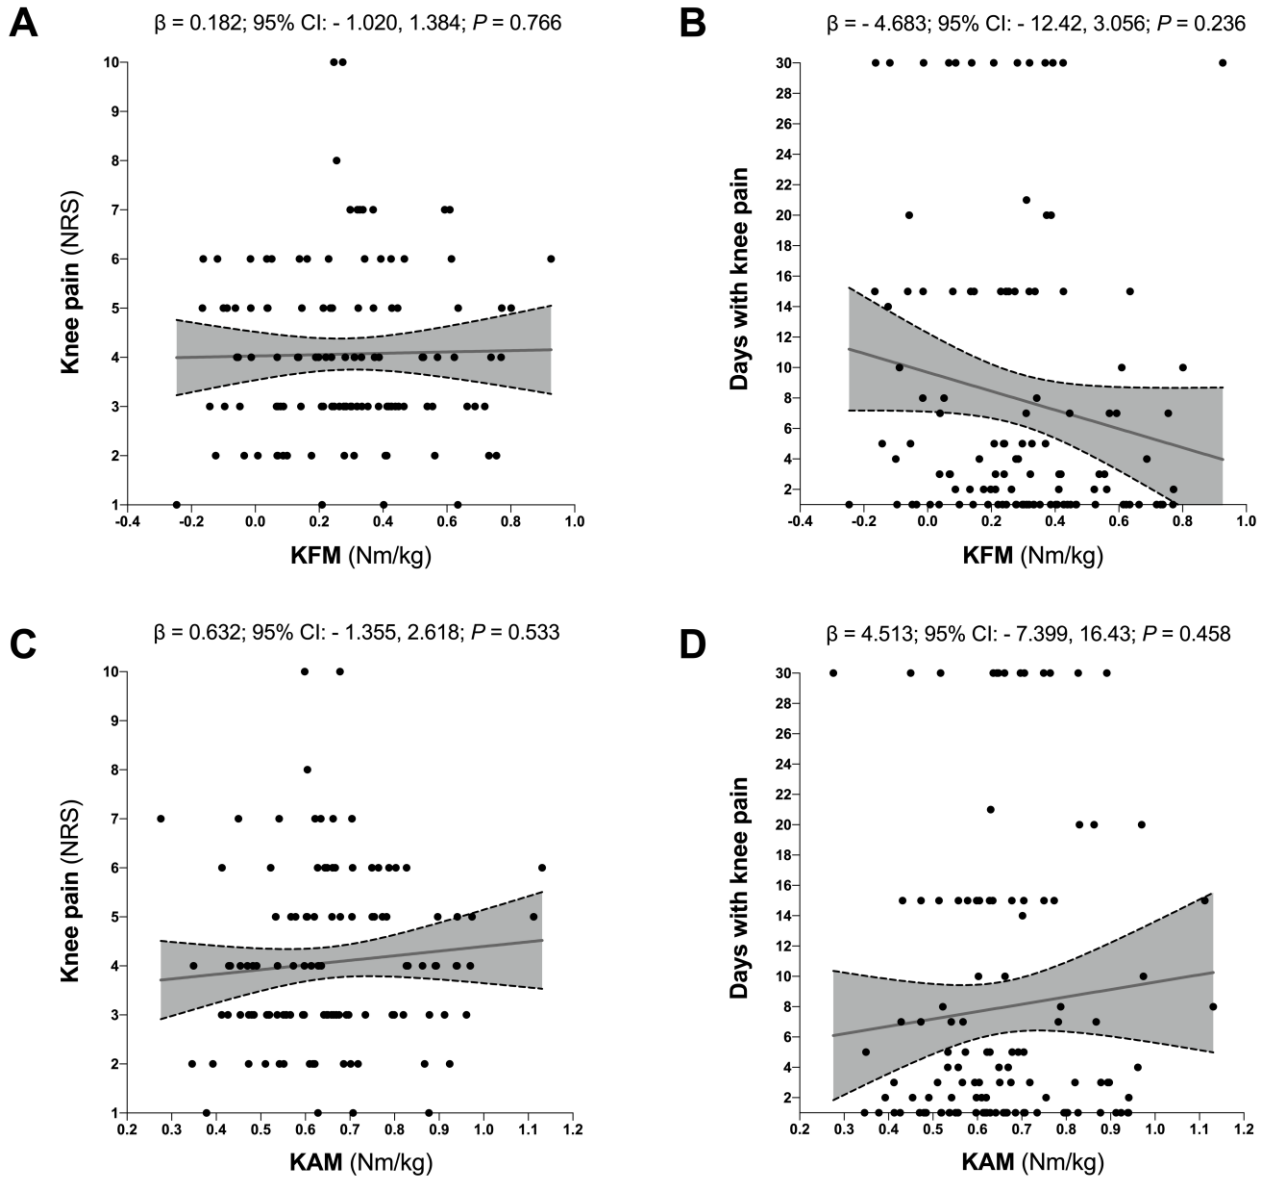 A
β = 0.182; 95% CI: - 1.020, 1.384; P = 0.766
10
9
8
7
6
5
4
3
2
1
Knee pain (NRS)
-0.4 -0.2 0.0 0.2 0.4 0.6 0.8 1.0
KFM (Nm/kg)
B
β = - 4.683; 95% CI: - 12.42, 3.056; P = 0.236
30
28
26
24
22
20
18
16
14
12
10
8
6
4
2
Days with knee pain
-0.4 -0.2 0.0 0.2 0.4 0.6 0.8 1.0
KFM (Nm/kg)
C
β = 0.632; 95% CI: - 1.355, 2.618; P = 0.533
10
9
8
7
6
5
4
3
2
1
Knee pain (NRS)
0.2 0.3 0.4 0.5 0.6 0.7 0.8 0.9 1.0 1.1 1.2
KAM (Nm/kg)
D
β = 4.513; 95% CI: - 7.399, 16.43; P = 0.458
30
28
26
24
22
20
18
16
14
12
10
8
6
4
2
Days with knee pain
0.2 0.3 0.4 0.5 0.6 0.7 0.8 0.9 1.0 1.1 1.2
KAM (Nm/kg)